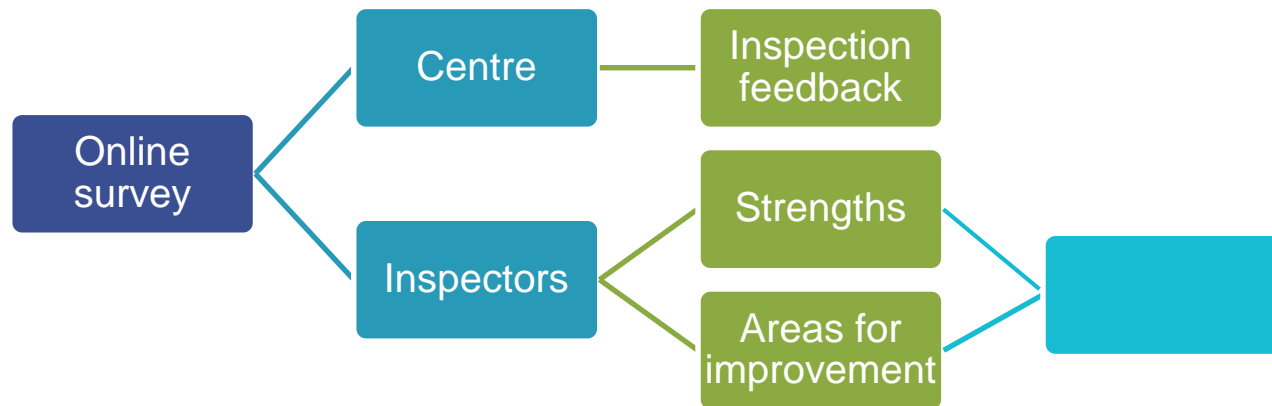 Online
survey
Centre
Inspection
feedback
Inspectors
Strengths
Areas for
improvement